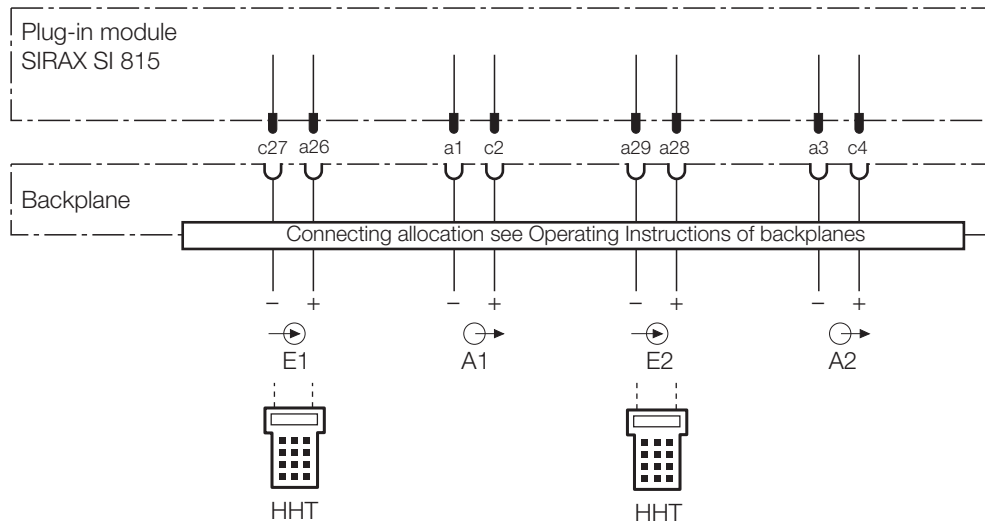 Plug-in module
SIRAX SI 815
c27 a26 a1 c2 a29 a28 a3 c4
Backplane
Connecting allocation see Operating Instructions of backplanes
– + – + – + – +
E1 A1 E2 A2
HHT HHT